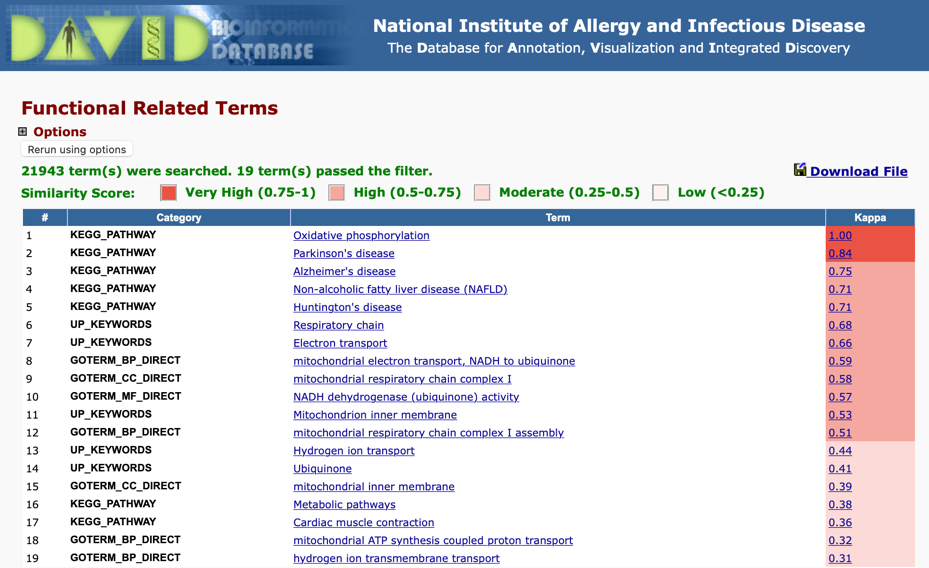 DAVID BIOINFORMATICS DATABASE
National Institute of Allergy and Infectious Disease
The Database for Annotation, Visualization and Integrated Discovery
Functional Related Terms
Options
Rerun using options
21943 term(s) were searched. 19 term(s) passed the filter.
Download File
Similarity Score: Very High (0.75-1) High (0.5-0.75) Moderate (0.25-0.5) Low (<0.25)
# Category Term Kappa
1 KEGG_PATHWAY Oxidative phosphorylation 1.00
2 KEGG_PATHWAY Parkinson's disease 0.84
3 KEGG_PATHWAY Alzheimer's disease 0.75
4 KEGG_PATHWAY Non-alcoholic fatty liver disease (NAFLD) 0.71
5 KEGG_PATHWAY Huntington's disease 0.71
6 UP_KEYWORDS Respiratory chain 0.68
7 UP_KEYWORDS Electron transport 0.66
8 GOTERM_BP_DIRECT mitochondrial electron transport, NADH to ubiquinone 0.59
9 GOTERM_CC_DIRECT mitochondrial respiratory chain complex I 0.58
10 GOTERM_MF_DIRECT NADH dehydrogenase (ubiquinone) activity 0.57
11 UP_KEYWORDS Mitochondrion inner membrane 0.53
12 GOTERM_BP_DIRECT mitochondrial respiratory chain complex I assembly 0.51
13 UP_KEYWORDS Hydrogen ion transport 0.44
14 UP_KEYWORDS Ubiquinone 0.41
15 GOTERM_CC_DIRECT mitochondrial inner membrane 0.39
16 KEGG_PATHWAY Metabolic pathways 0.38
17 KEGG_PATHWAY Cardiac muscle contraction 0.36
18 GOTERM_BP_DIRECT mitochondrial ATP synthesis coupled proton transport 0.32
19 GOTERM_BP_DIRECT hydrogen ion transmembrane transport 0.31